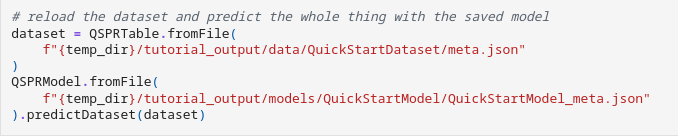 # reload the dataset and predict the whole thing with the saved model
dataset = QSPRTable.fromFile(
    f"{temp_dir}/tutorial_output/data/QuickStartDataset/meta.json"
)
QSPRModel.fromFile(
    f"{temp_dir}/tutorial_output/models/QuickStartModel/QuickStartModel_meta.json"
).predictDataset(dataset)